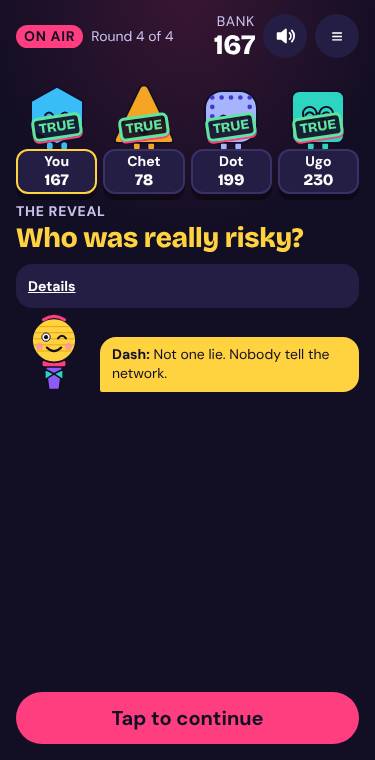 ON AIR Round 4 of 4
BANK
167
TRUE TRUE TRUE TRUE
You Chet Dot Ugo
167 78 199 230
THE REVEAL
Who was really risky?
Details
Dash: Not one lie. Nobody tell the
network.
Tap to continue